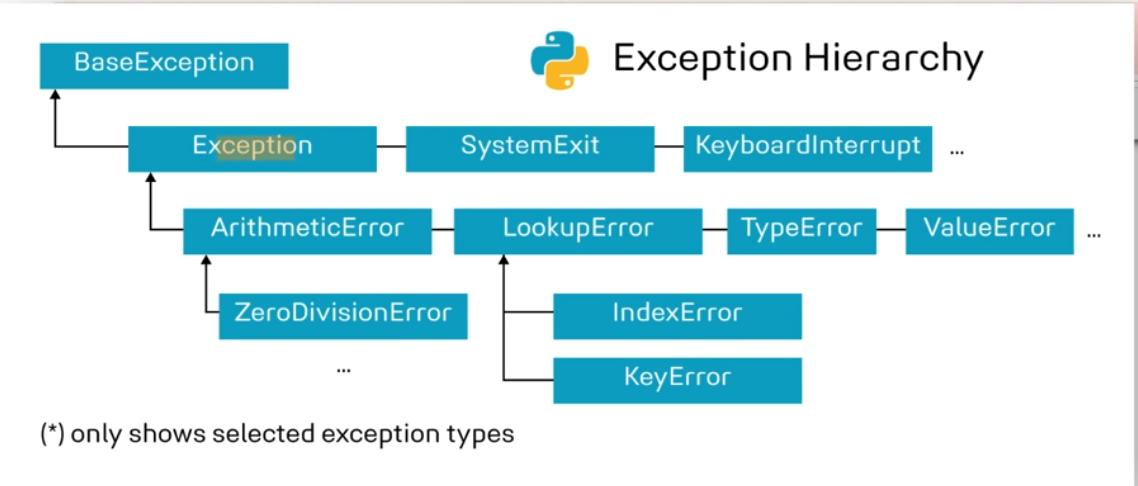 Exception Hierarchy
BaseException
Exception SystemExit KeyboardInterrupt ...
ArithmeticError LookupError TypeError ValueError ...
ZeroDivisionError IndexError
...
KeyError
(*) only shows selected exception types